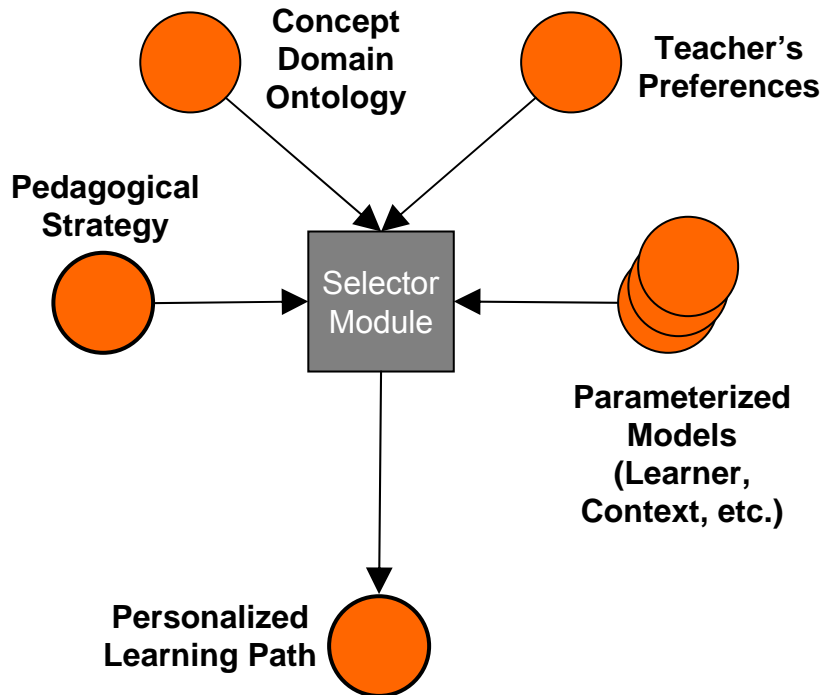 Concept
Domain
Ontology
Teacher’s
Preferences
Pedagogical
Strategy
Selector
Module
Parameterized
Models
(Learner,
Context, etc.)
Personalized
Learning Path